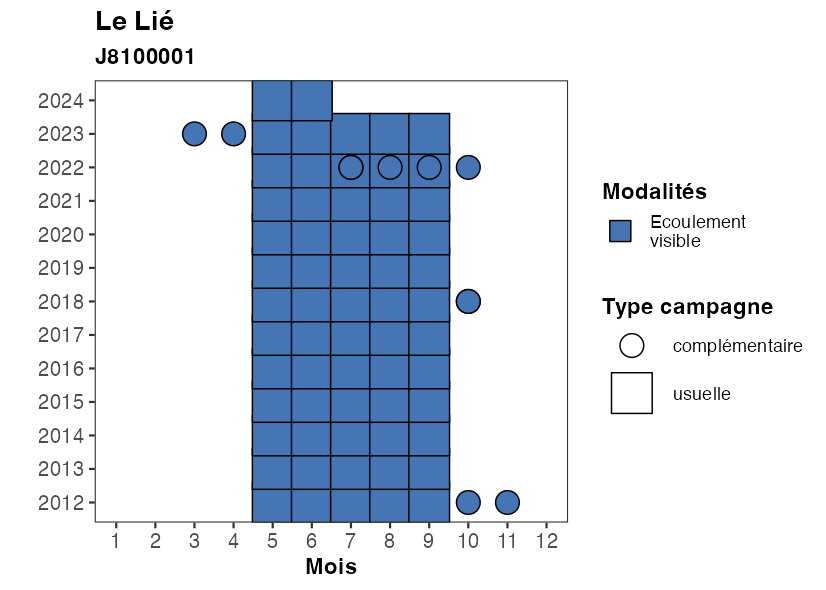 Le Lié
J8100001
2024
2023
2022
2021
2020
2019
2018
2017
2016
2015
2014
2013
2012
1 2 3 4 5 6 7 8 9 10 11 12
Mois
Modalités
Ecoulement
visible
Type campagne
complémentaire
usuelle